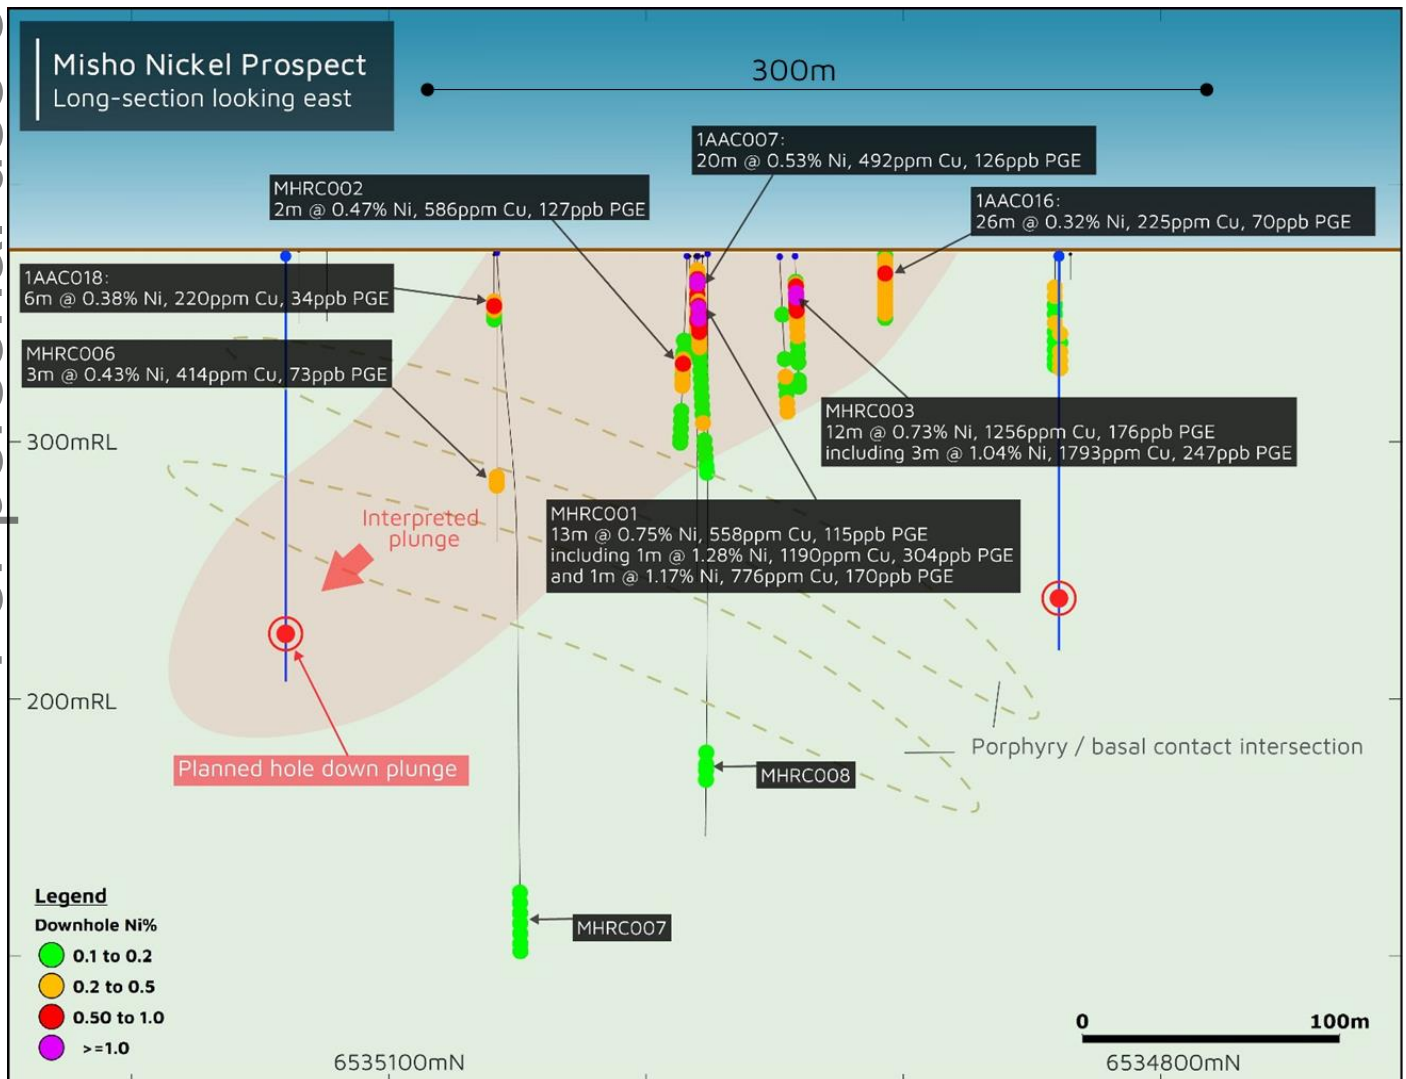 Misho Nickel Prospect
Long-section looking east
300m
1AAC007:
20m @ 0.53% Ni, 492ppm Cu, 126ppb PGE
MHRC002
2m @ 0.47% Ni, 586ppm Cu, 127ppb PGE
1AAC016:
26m @ 0.32% Ni, 225ppm Cu, 70ppb PGE
1AAC018:
6m @ 0.38% Ni, 220ppm Cu, 34ppb PGE
MHRC006
3m @ 0.43% Ni, 414ppm Cu, 73ppb PGE
MHRC003
12m @ 0.73% Ni, 1256ppm Cu, 176ppb PGE
including 3m @ 1.04% Ni, 1793ppm Cu, 247ppb PGE
300mRL
MHRC001
13m @ 0.75% Ni, 558ppm Cu, 115ppb PGE
including 1m @ 1.28% Ni, 1190ppm Cu, 304ppb PGE
and 1m @ 1.17% Ni, 776ppm Cu, 170ppb PGE
Interpreted
plunge
200mRL
Porphyry / basal contact intersection
Planned hole down plunge
MHRC008
MHRC007
Legend
Downhole Ni%
0.1 to 0.2
0.2 to 0.5
0.50 to 1.0
>=1.0
0 100m
6535100mN 6534800mN